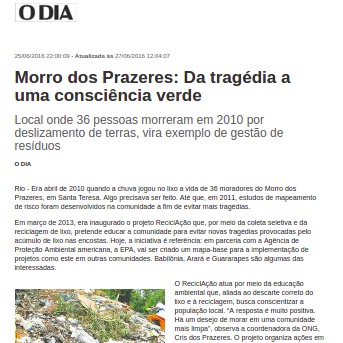 O DIA
25/06/2016 22:00:09 - Atualizada às 27/06/2016 12:04:07
Morro dos Prazeres: Da tragédia a
uma consciência verde
Local onde 36 pessoas morreram em 2010 por
deslizamento de terras, vira exemplo de gestão de
resíduos
O DIA
Rio - Era abril de 2010 quando a chuva jogou no lixo a vida de 36 moradores do Morro dos
Prazeres, em Santa Teresa. Algo precisava ser feito. Até que, em 2011, estudos de mapeamento
de risco foram desenvolvidos na comunidade a fim de evitar mais tragédias.
Em março de 2013, era inaugurado o projeto ReciclAção que, por meio da coleta seletiva e da
reciclagem de lixo, pretende educar a comunidade para evitar novas tragédias provocadas pelo
acúmulo de lixo nas encostas. Hoje, a iniciativa é referência: em parceria com a Agência de
Proteção Ambiental americana, a EPA, vai ser criado um mapa-base para a implementação de
projetos como este em outras comunidades. Babilônia, Arará e Guararapes são algumas das
interessadas.
O ReciclAção atua por meio da educação
ambiental que, aliada ao descarte correto do
lixo e à reciclagem, busca conscientizar a
população local. “A resposta é muito positiva.
Há um desejo de morar em uma comunidade
mais limpa”, observa a coordenadora da ONG,
Cris dos Prazeres. O projeto organiza ações em